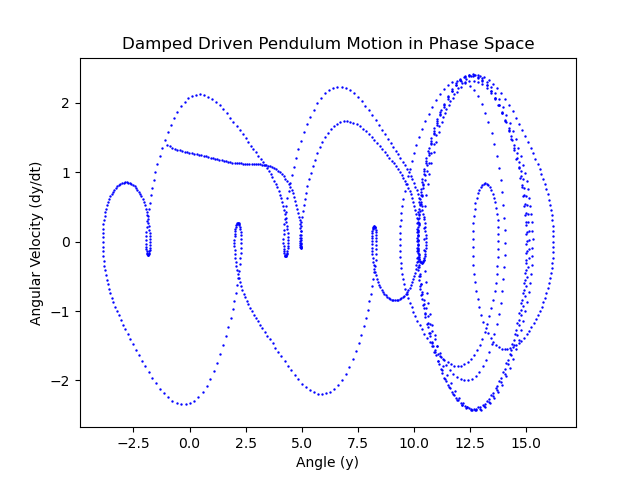 Damped Driven Pendulum Motion in Phase Space
Angular Velocity (dy/dt)
2
1
0
−1
−2
−2.5 0.0 2.5 5.0 7.5 10.0 12.5 15.0
Angle (y)